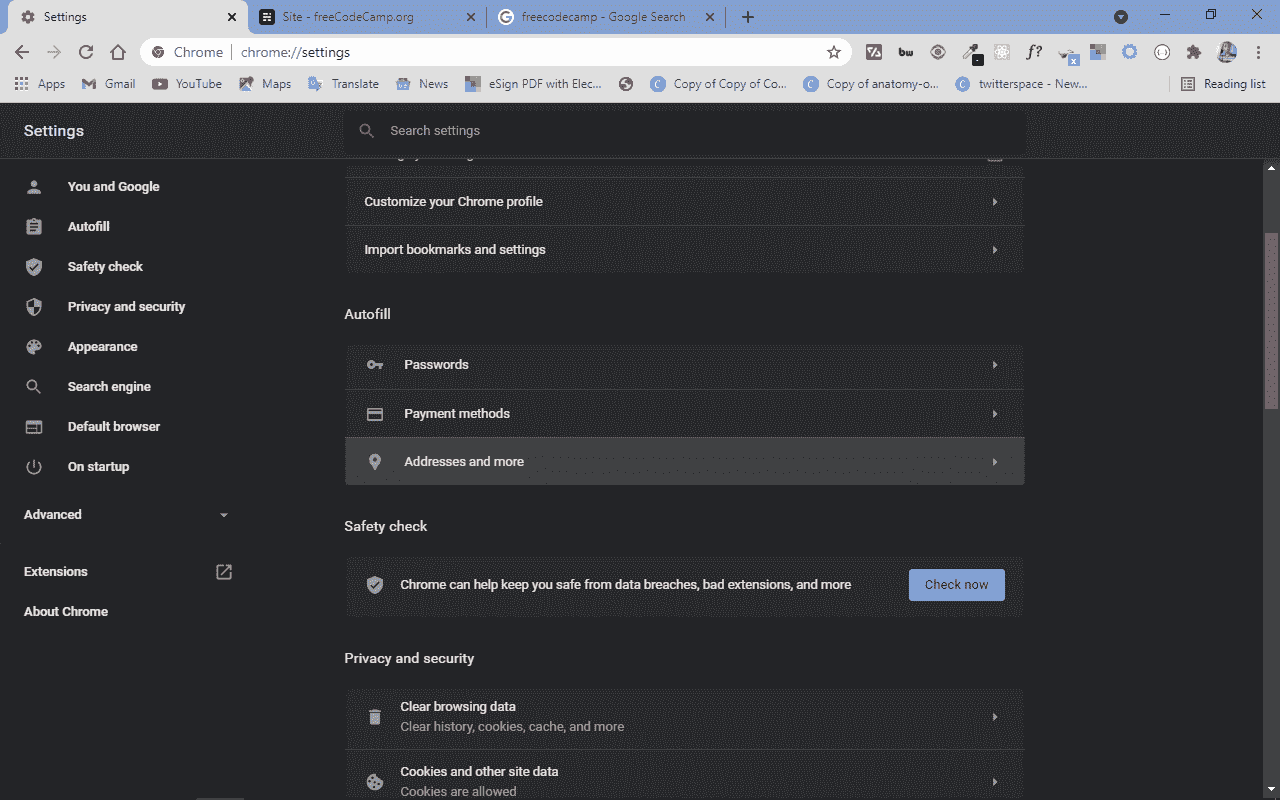 Settings
Site - freeCodeCamp.org
freecodecamp - Google Search
Chrome
chrome://settings
bw
f?
x
Apps
Gmail
YouTube
Maps
Translate
News
eSign PDF with Elec...
Copy of Copy of Co...
Copy of anatomy-o...
twitterspace - New...
Reading list
Settings
Search settings
You and Google
Autofill
Safety check
Privacy and security
Appearance
Search engine
Default browser
On startup
Advanced
Extensions
About Chrome
Customize your Chrome profile
Import bookmarks and settings
Autofill
Passwords
Payment methods
Addresses and more
Safety check
Chrome can help keep you safe from data breaches, bad extensions, and more
Check now
Privacy and security
Clear browsing data
Clear history, cookies, cache, and more
Cookies and other site data
Cookies are allowed